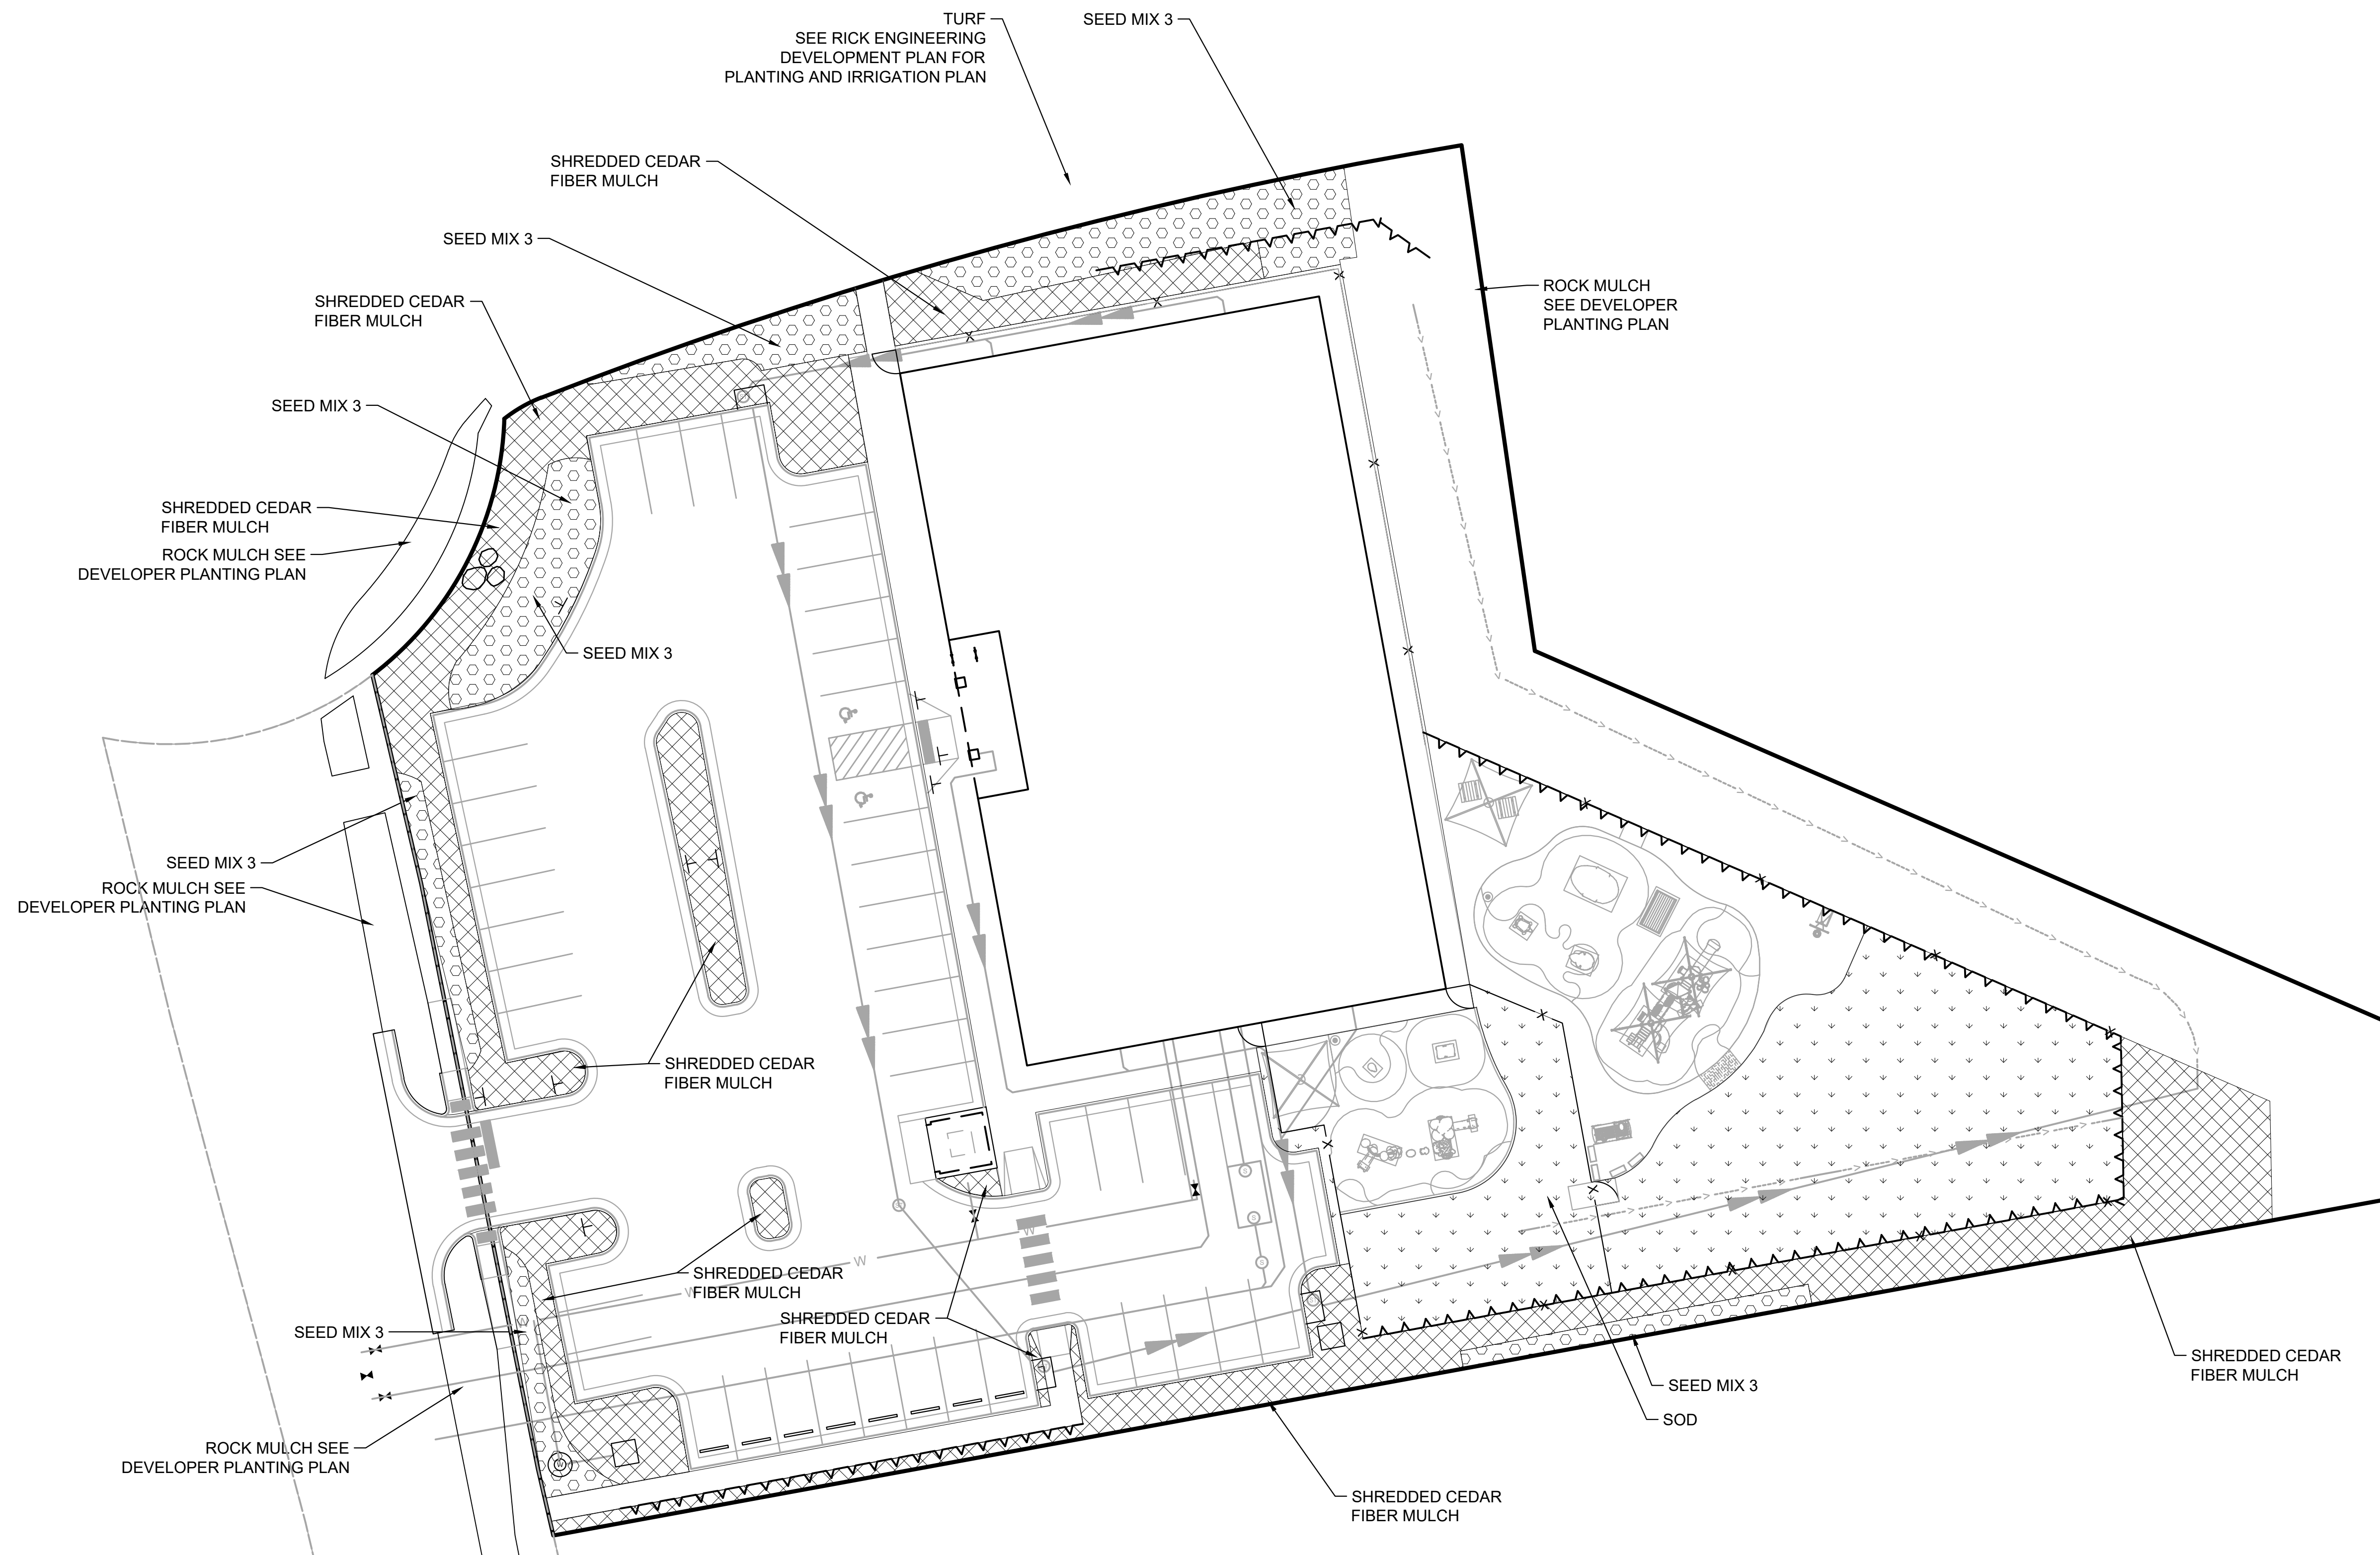 TURF
SEE RICK ENGINEERING
DEVELOPMENT PLAN FOR
PLANTING AND IRRIGATION PLAN
SEED MIX 3
SHREDDED CEDAR
FIBER MULCH
SEED MIX 3
SHREDDED CEDAR
FIBER MULCH
ROCK MULCH
SEE DEVELOPER
PLANTING PLAN
SEED MIX 3
SHREDDED CEDAR
FIBER MULCH
ROCK MULCH SEE
DEVELOPER PLANTING PLAN
SEED MIX 3
SEED MIX 3
ROCK MULCH SEE
DEVELOPER PLANTING PLAN
SHREDDED CEDAR
FIBER MULCH
W
W
W
SHREDDED CEDAR
FIBER MULCH
SHREDDED CEDAR
FIBER MULCH
SEED MIX 3
SHREDDED CEDAR
FIBER MULCH
SEED MIX 3
SOD
ROCK MULCH SEE
DEVELOPER PLANTING PLAN
SHREDDED CEDAR
FIBER MULCH